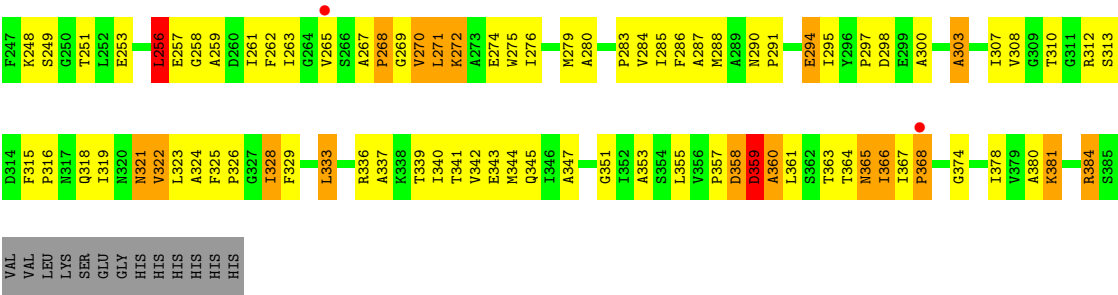 F247 K248 S249 G250 T251 L252 E253 L256 E257 G258 A259 D260 I261 F262 I263 G264 V265 S266 A267 P268 G269 V270 L271 K272 A273 E274 W275 I276 M279 A280 P283 V284 I285 F286 A287 M288 A289 N290 P291 E294 I295 Y296 P297 D298 E299 A300 A303 I307 V308 G309 T310 G311 R312 S313
D314 F315 P316 N317 Q318 I319 N320 N321 V322 L323 A324 F325 P326 G327 I328 F329 L333 R336 A337 K338 T339 I340 T341 V342 E343 M344 Q345 I346 A347 G351 I352 A353 S354 L355 V356 P357 D358 D359 A360 L361 S362 T363 T364 N365 I366 I367 P368 G374 I378 V379 A380 K381 R384 S385
VAL VAL LEU LYS SER GLU GLY HIS HIS HIS HIS HIS HIS